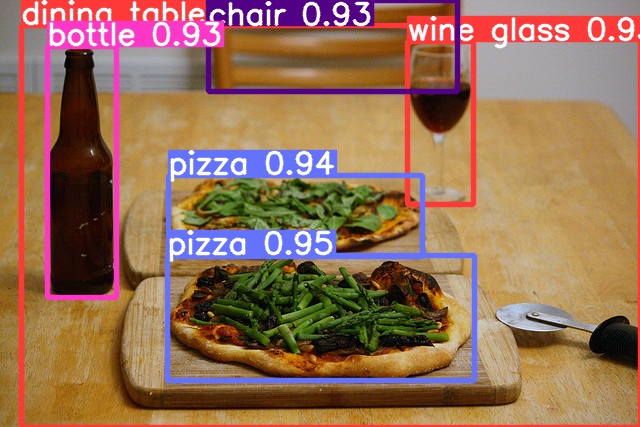 dining table
chair 0.93
bottle 0.93
wine glass 0.9
pizza 0.94
pizza 0.95